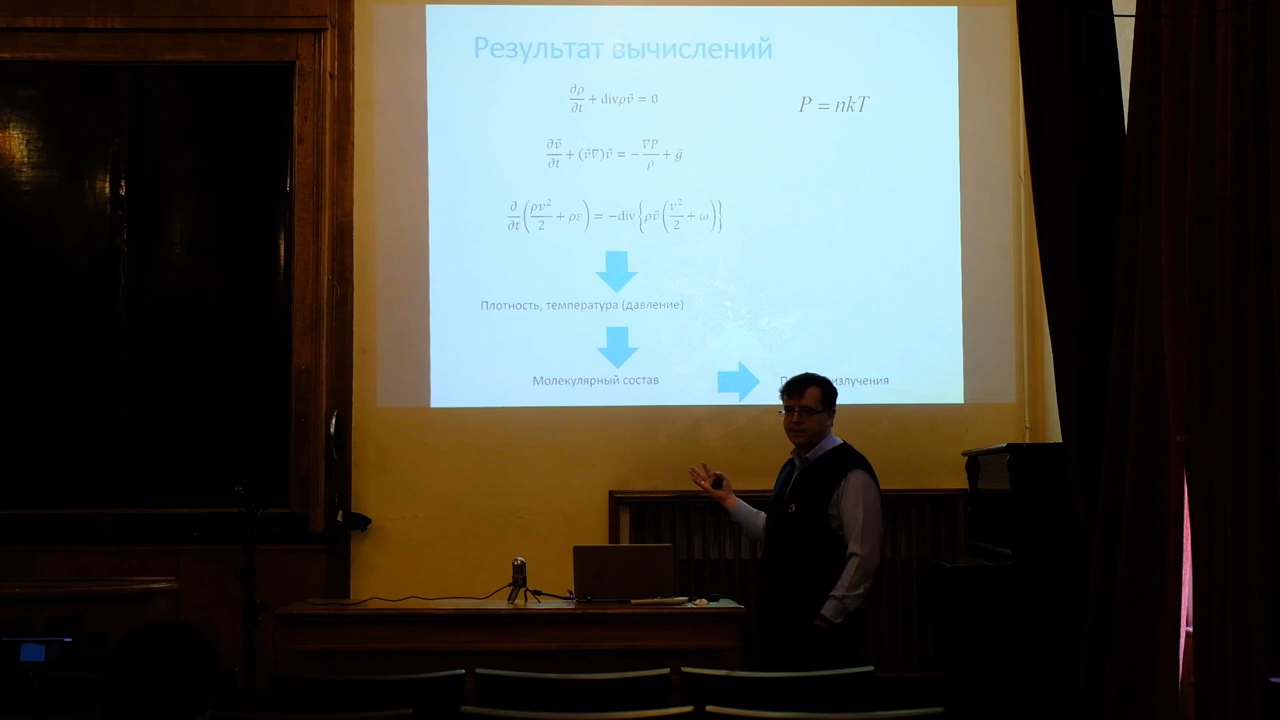 Результат вычислений
∂ρ/∂t + divρv⃗ = 0
P = nkT
∂v⃗/∂t + (v⃗∇)v⃗ = −∇P/ρ + g⃗
∂/∂t(ρv²/2 + ρε) = −div{ρv⃗(v²/2 + ω)}
Плотность, температура (давление)
Молекулярный состав
излучения